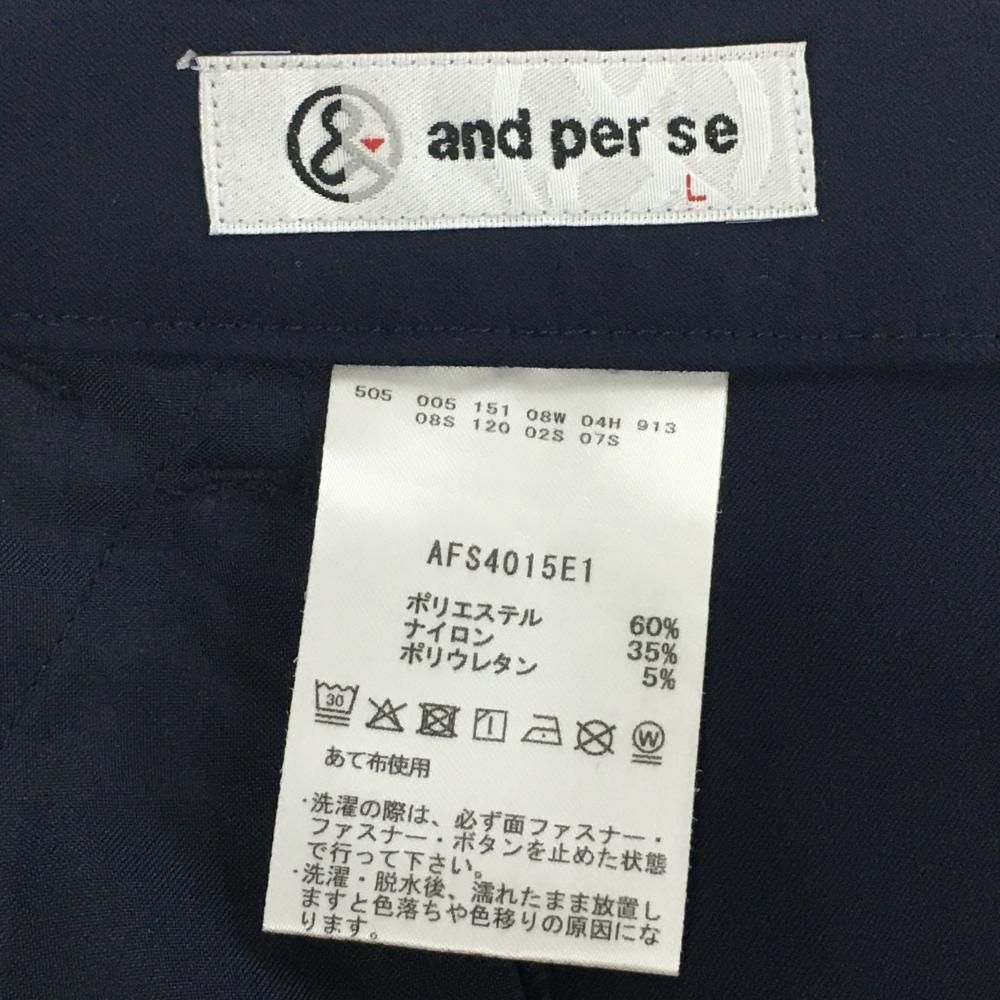 and per se
L
505 005 151 08W 04H 913
08S 120 02S 07S
AFS4015E1
ポリエステル 60%
ナイロン 35%
ポリウレタン 5%
30 W
あて布使用
・洗濯の際は、必ず面ファスナー・
ファスナー・ボタンを止めた状態
で行って下さい。
・洗濯・脱水後、濡れたまま放置し
ますと色落ちや色移りの原因にな
ります。